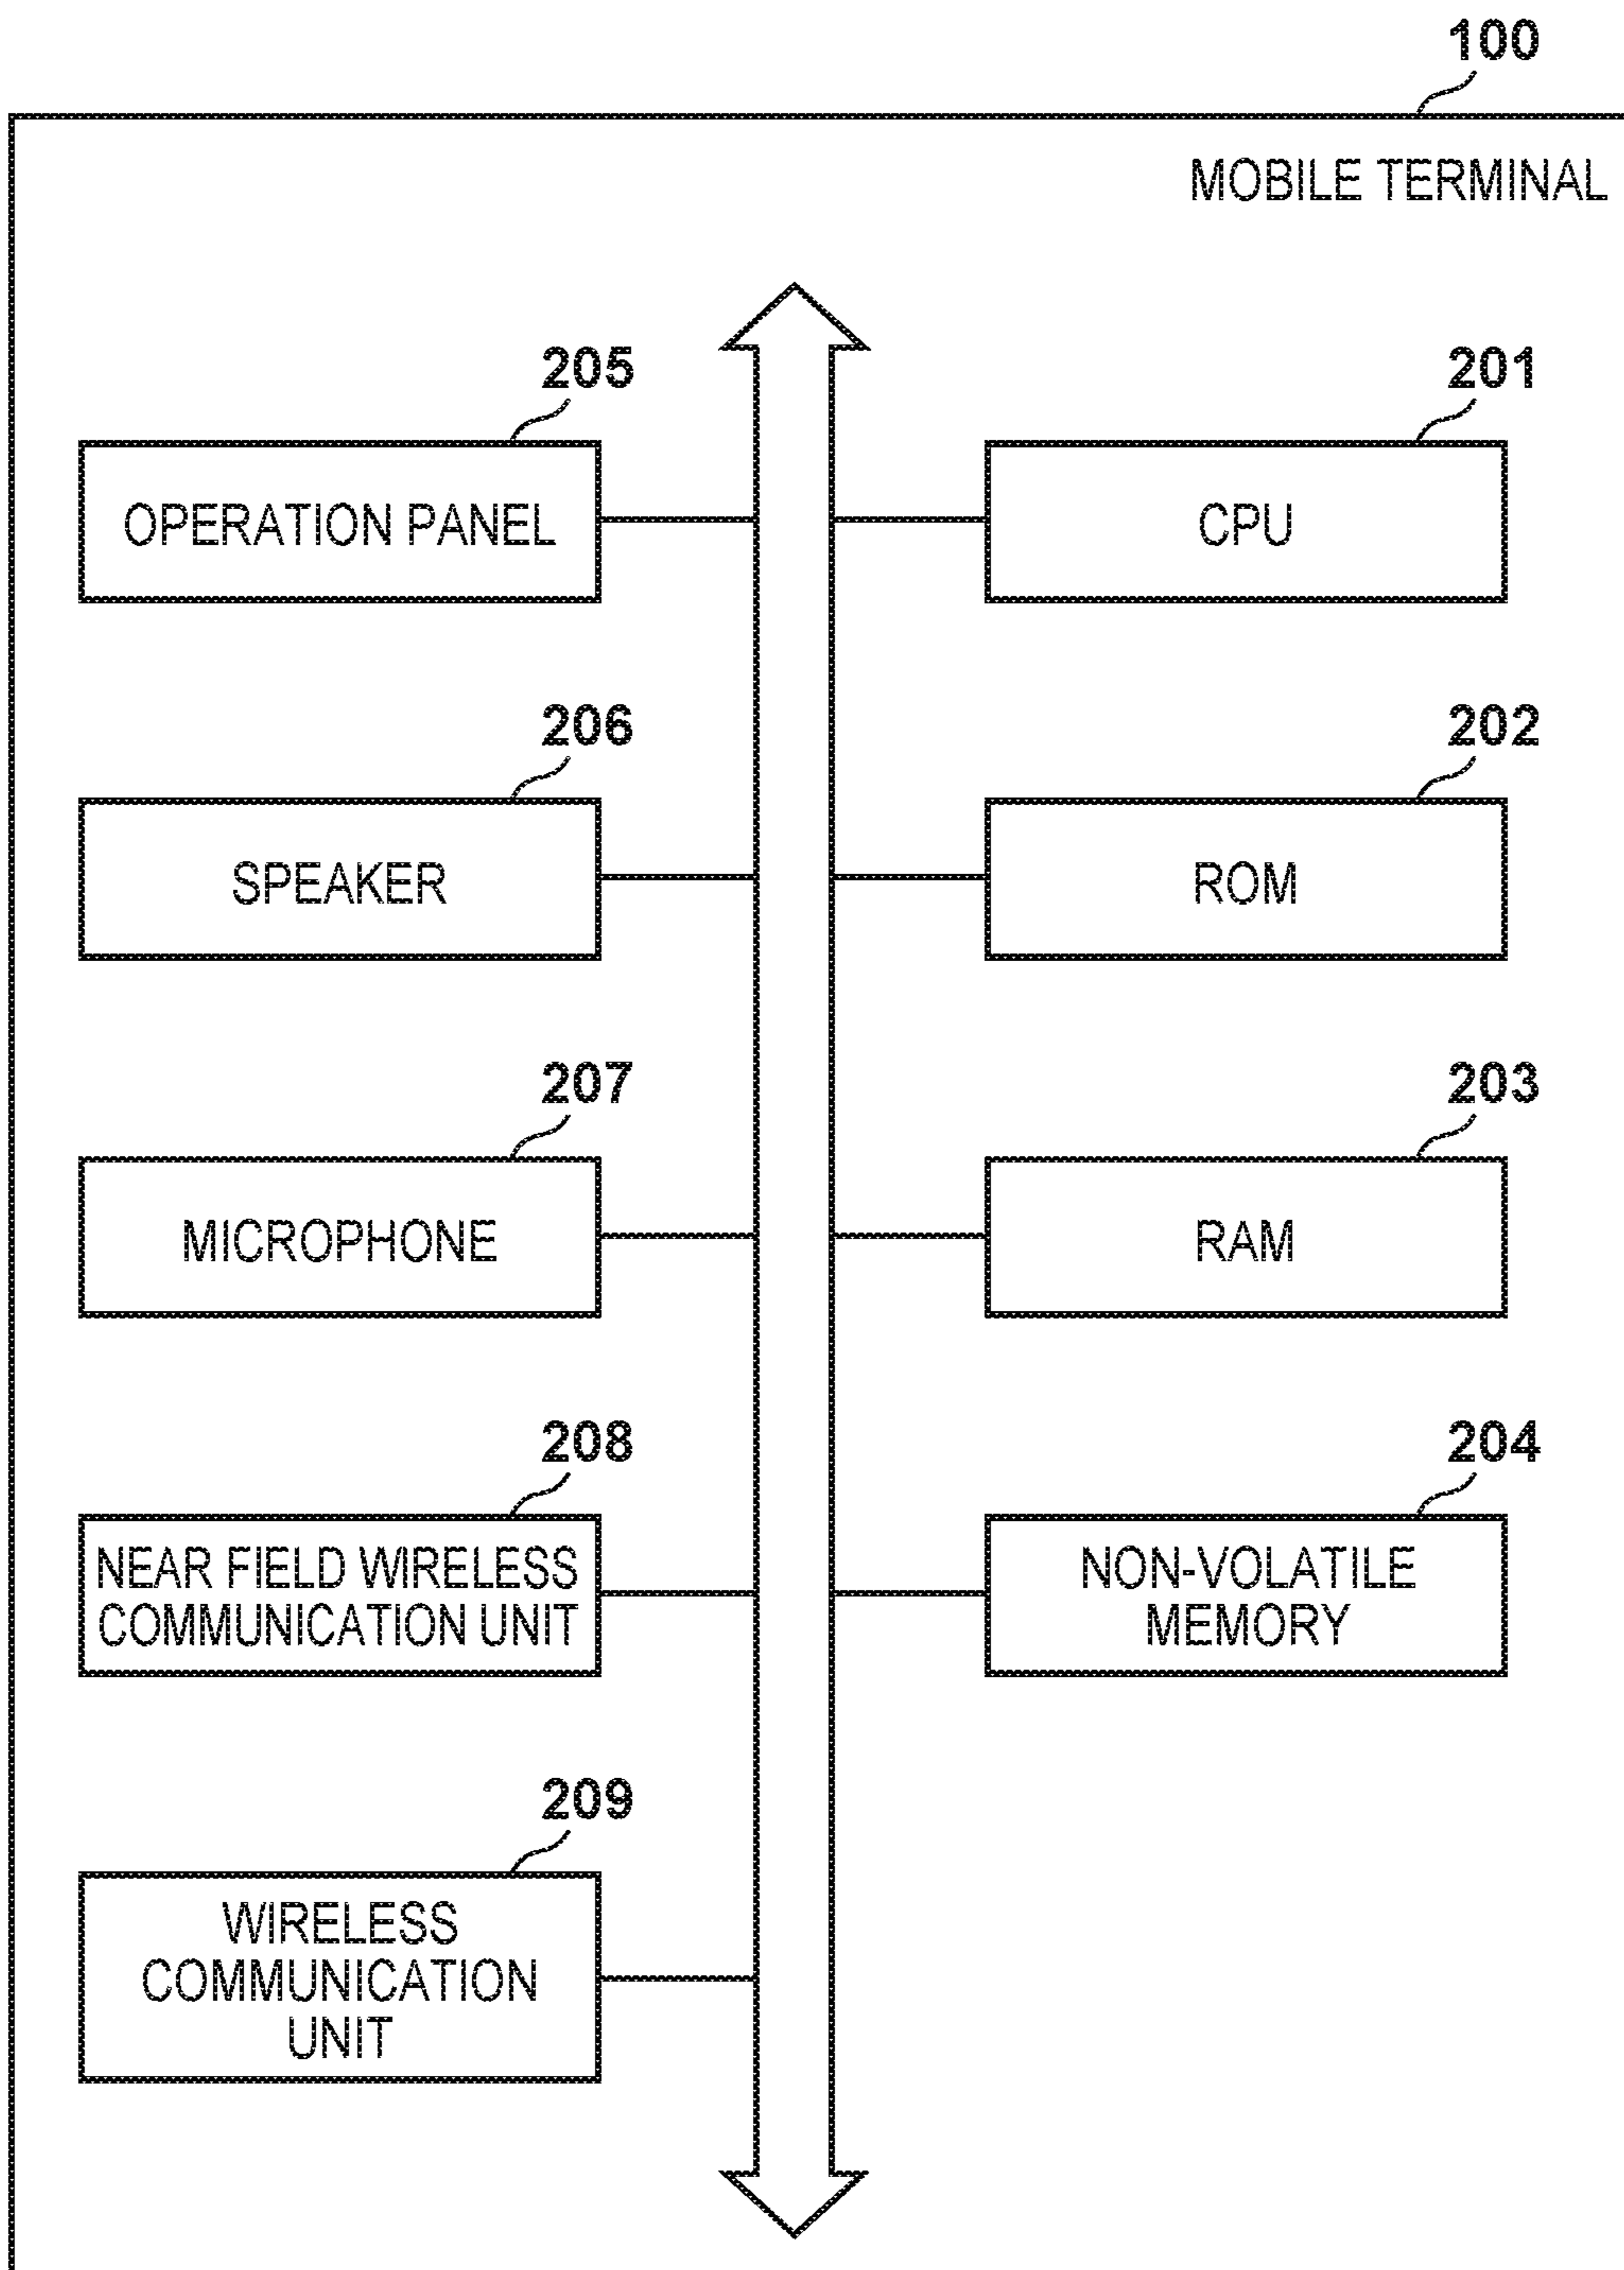 100
MOBILE TERMINAL
205
OPERATION PANEL
201
CPU
206
SPEAKER
202
ROM
207
MICROPHONE
203
RAM
208
NEAR FIELD WIRELESS
COMMUNICATION UNIT
204
NON-VOLATILE
MEMORY
209
WIRELESS
COMMUNICATION
UNIT